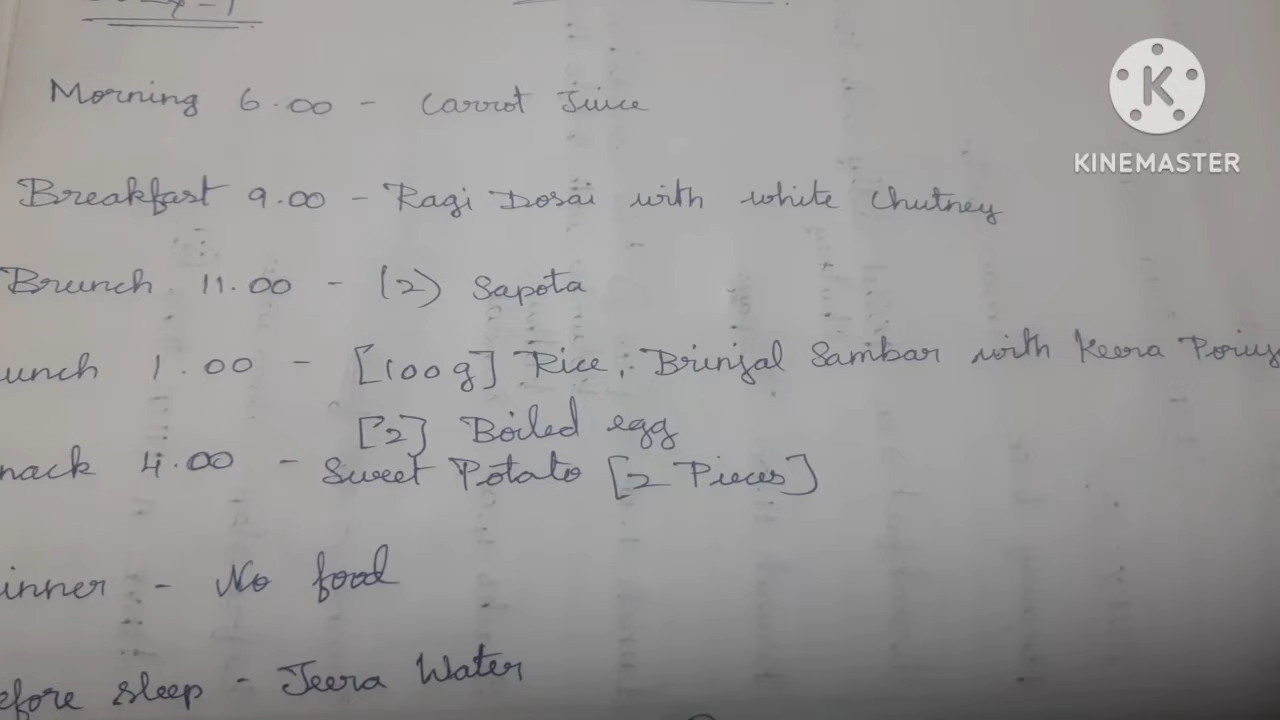 Morning 6.00 - Carrot Juice
KINEMASTER
Breakfast 9.00 - Ragi Dosai with white Chutney
Brunch 11.00 - (2) Sapota
unch 1.00 - [100g] Rice, Brinjal Sambar with Keera Poriy
[2] Boiled egg
nack 4.00 - Sweet Potato [2 Pieces]
inner - No food
efore sleep - Jeera Water